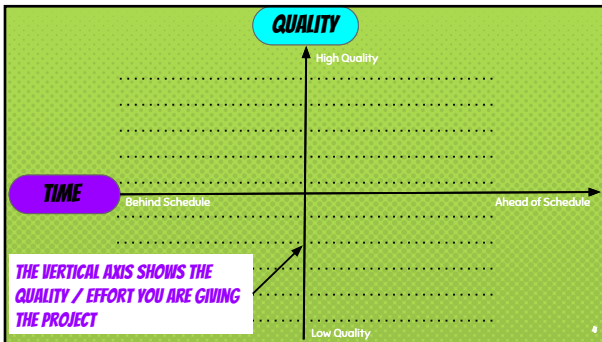 QUALITY
High Quality
TIME
Behind Schedule
Ahead of Schedule
THE VERTICAL AXIS SHOWS THE
QUALITY / EFFORT YOU ARE GIVING
THE PROJECT
Low Quality
4